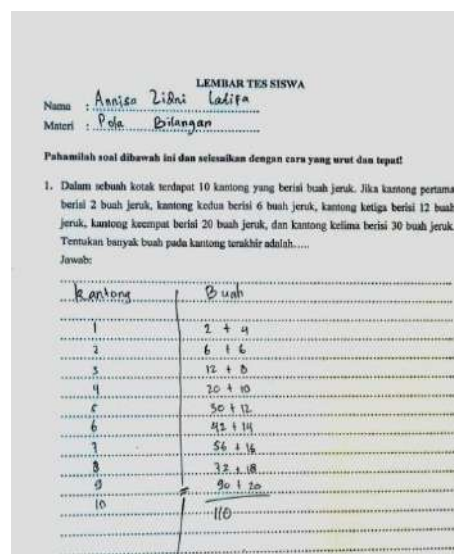 LEMBAR TES SISWA
Nama : Annisa Zidni Latifa
Materi : Pola Bilangan
Pahamilah soal dibawah ini dan selesaikan dengan cara yang urut dan tepat!
1. Dalam sebuah kotak terdapat 10 kantong yang berisi buah jeruk. Jika kantong pertama
berisi 2 buah jeruk, kantong kedua berisi 6 buah jeruk, kantong ketiga berisi 12 buah
jeruk, kantong keempat berisi 20 buah jeruk, dan kantong kelima berisi 30 buah jeruk.
Tentukan banyak buah pada kantong terakhir adalah.....
Jawab:
Kantong Buah
1 2 + 4
2 6 + 6
3 12 + 8
4 20 + 10
5 30 + 12
6 42 + 14
7 56 + 16
8 72 + 18
9 90 + 20
10 = 110